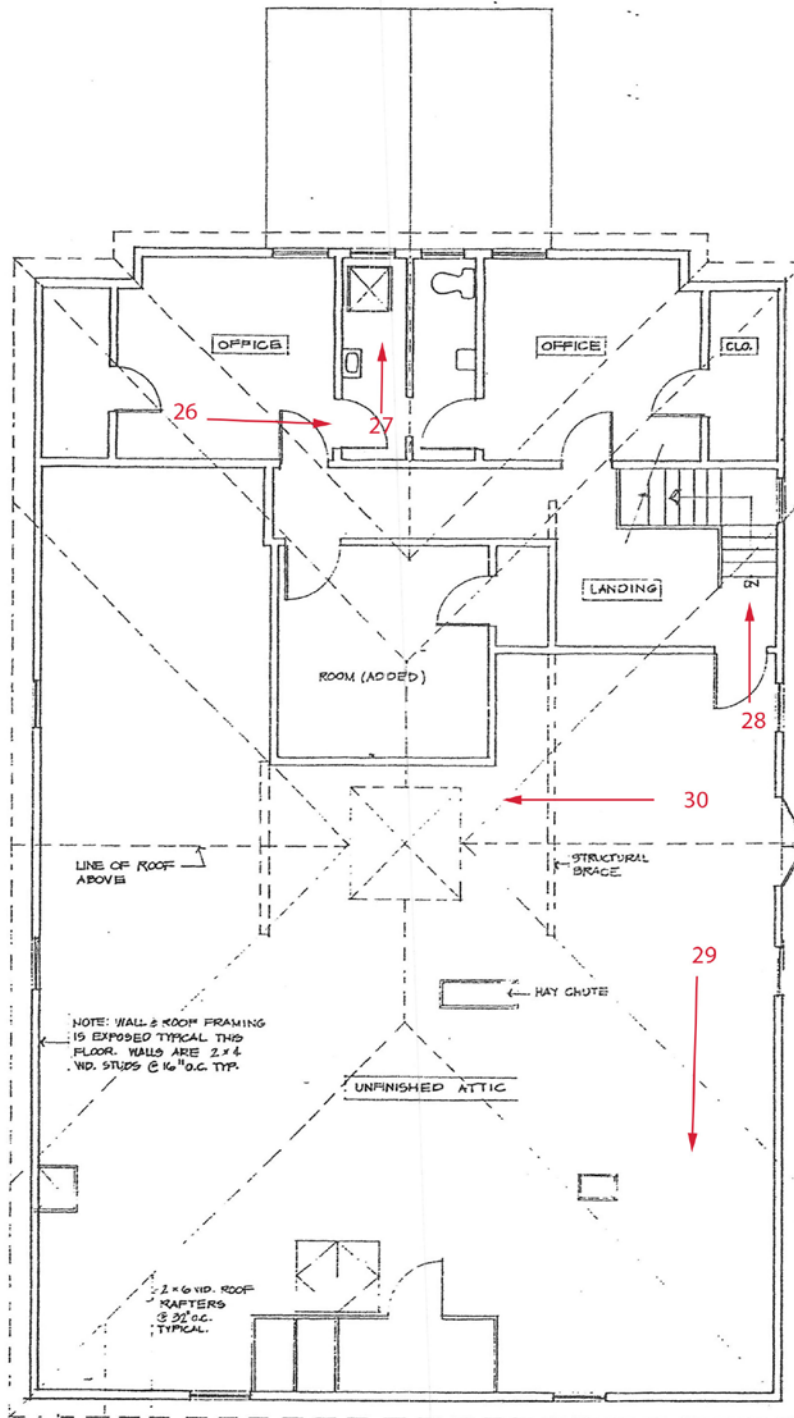 OFFICE
OFFICE
CLO.
26
27
LANDING
DN
ROOM (ADDED)
28
30
LINE OF ROOF
ABOVE
STRUCTURAL
BRACE
29
HAY CHUTE
NOTE: WALL & ROOF FRAMING
IS EXPOSED TYPICAL THIS
FLOOR. WALLS ARE 2x4
WD. STUDS @ 16" O.C. TYP.
UNFINISHED ATTIC
2x6 WD. ROOF
RAFTERS
@ 32" O.C.
TYPICAL.